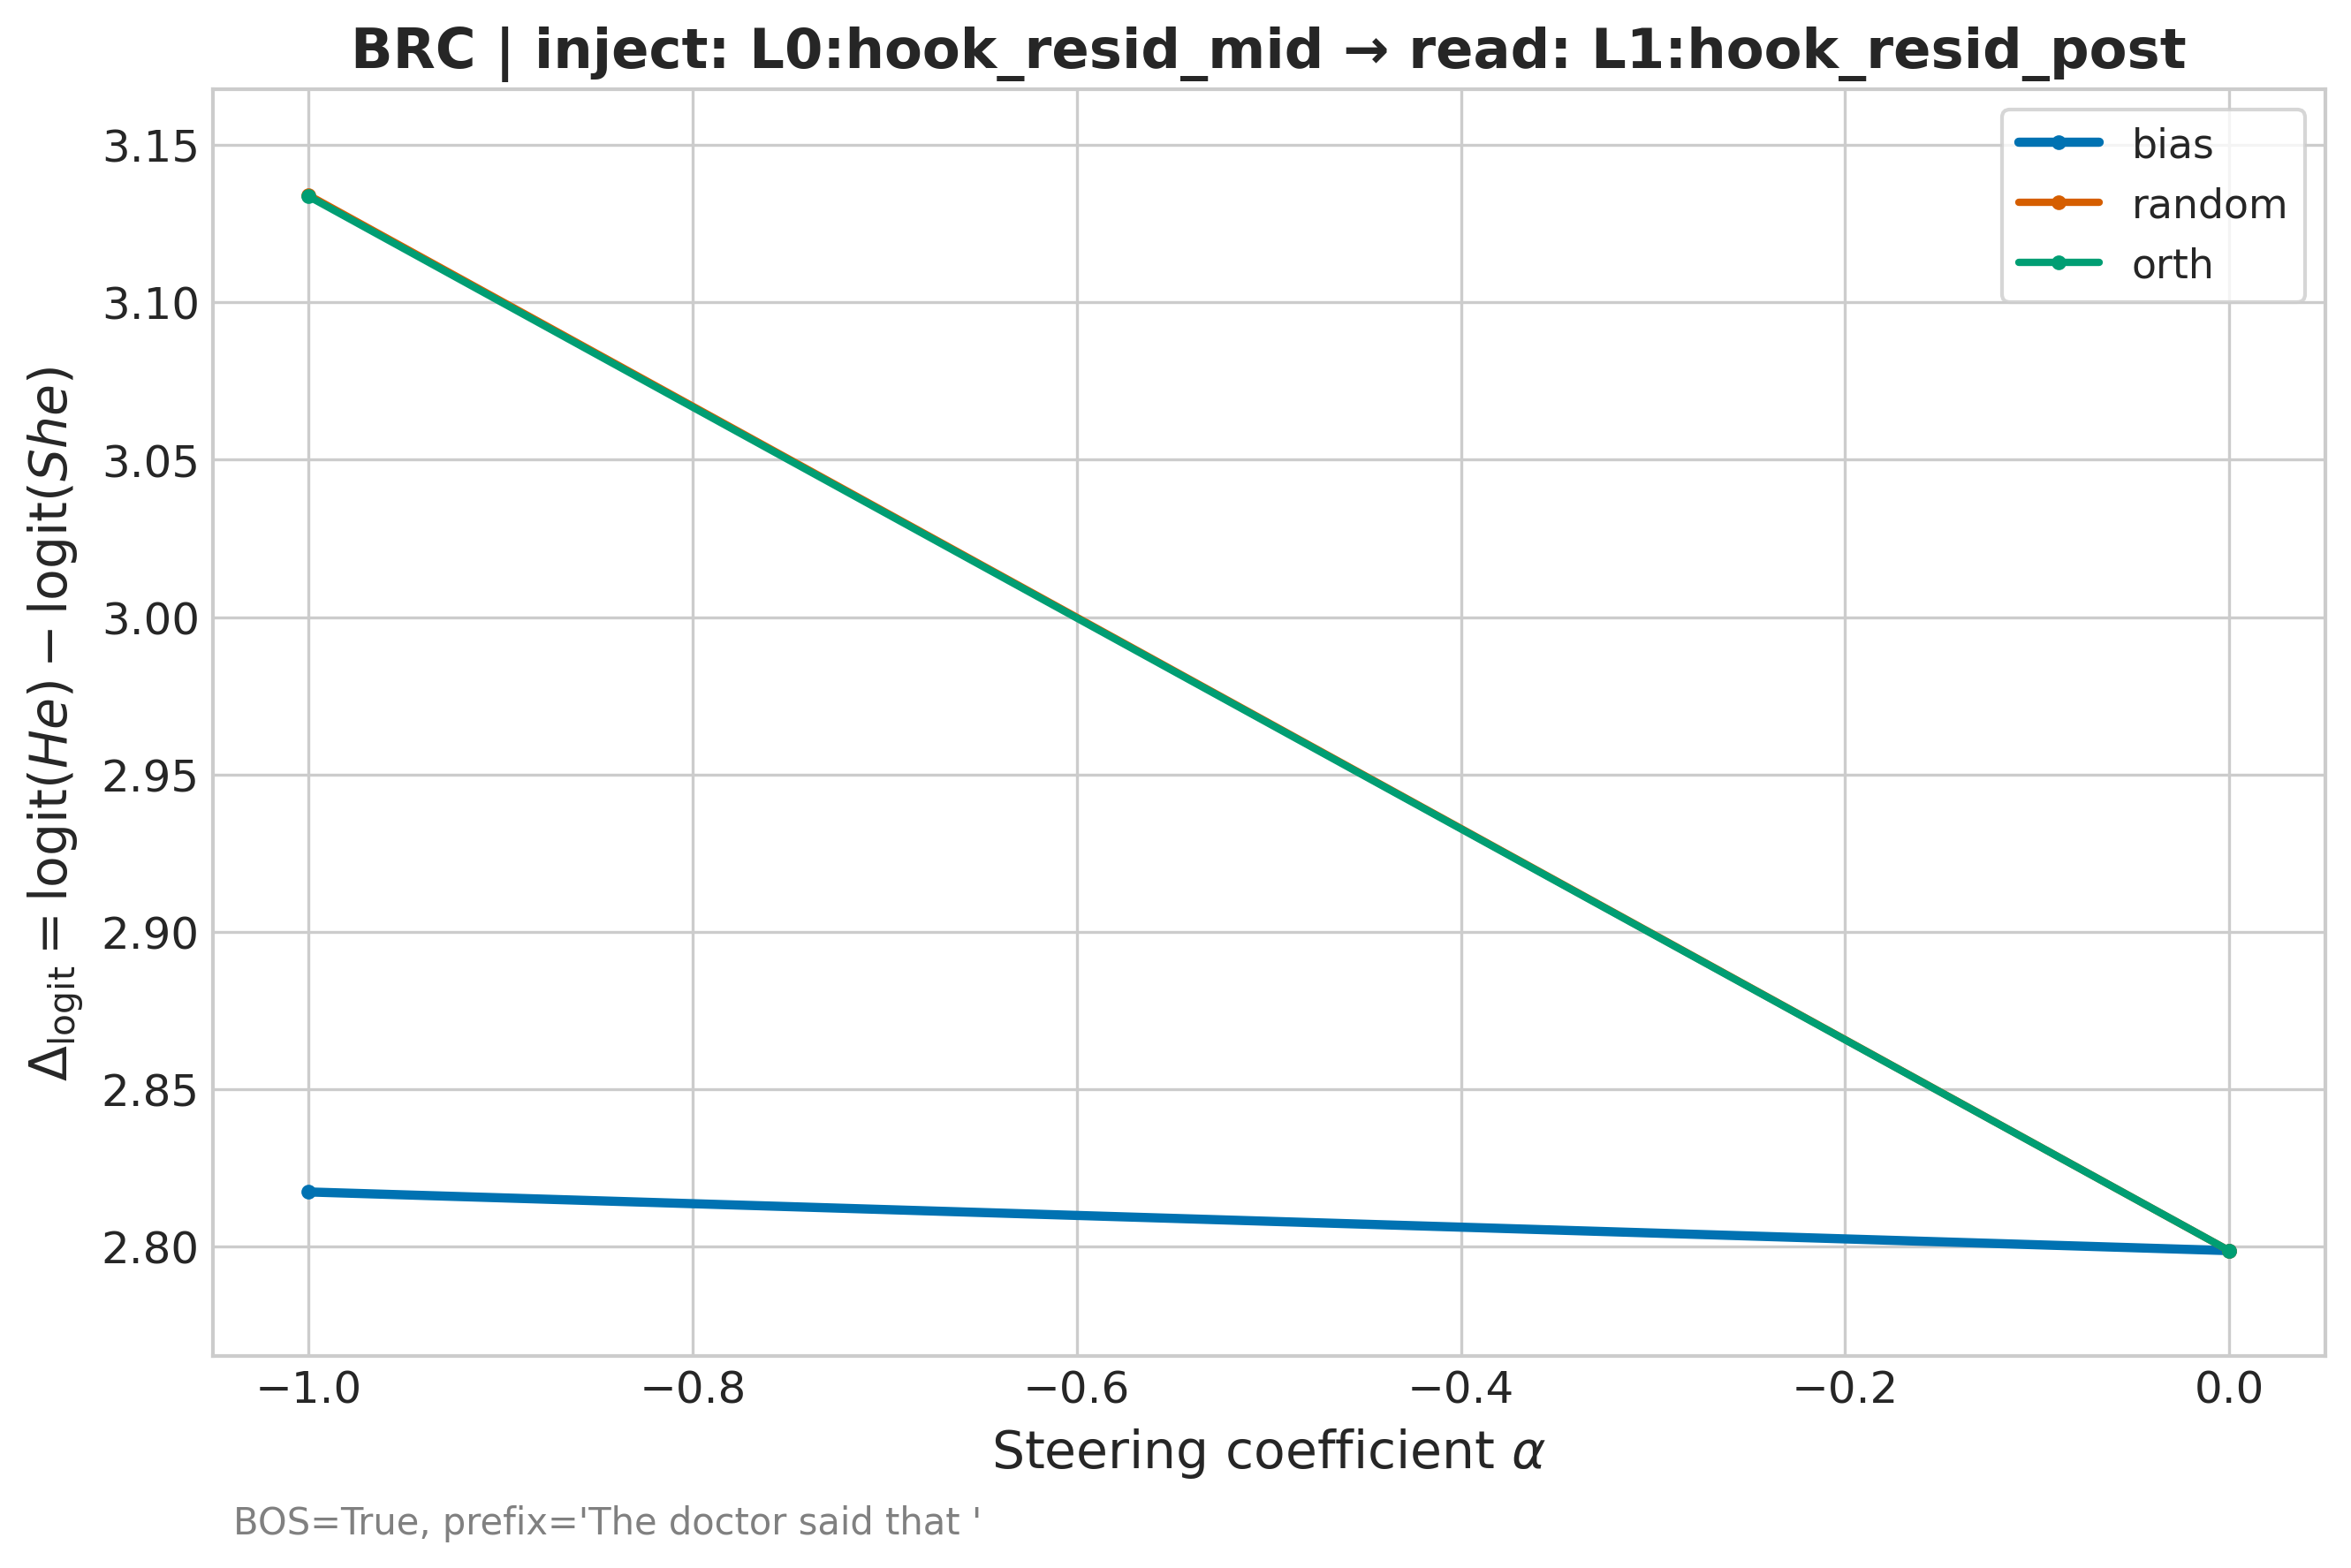 BRC | inject: L0:hook_resid_mid → read: L1:hook_resid_post
Δlogit = logit(He) − logit(She)
3.15
3.10
3.05
3.00
2.95
2.90
2.85
2.80
bias
random
orth
−1.0
−0.8
−0.6
−0.4
−0.2
0.0
Steering coefficient α
BOS=True, prefix='The doctor said that '